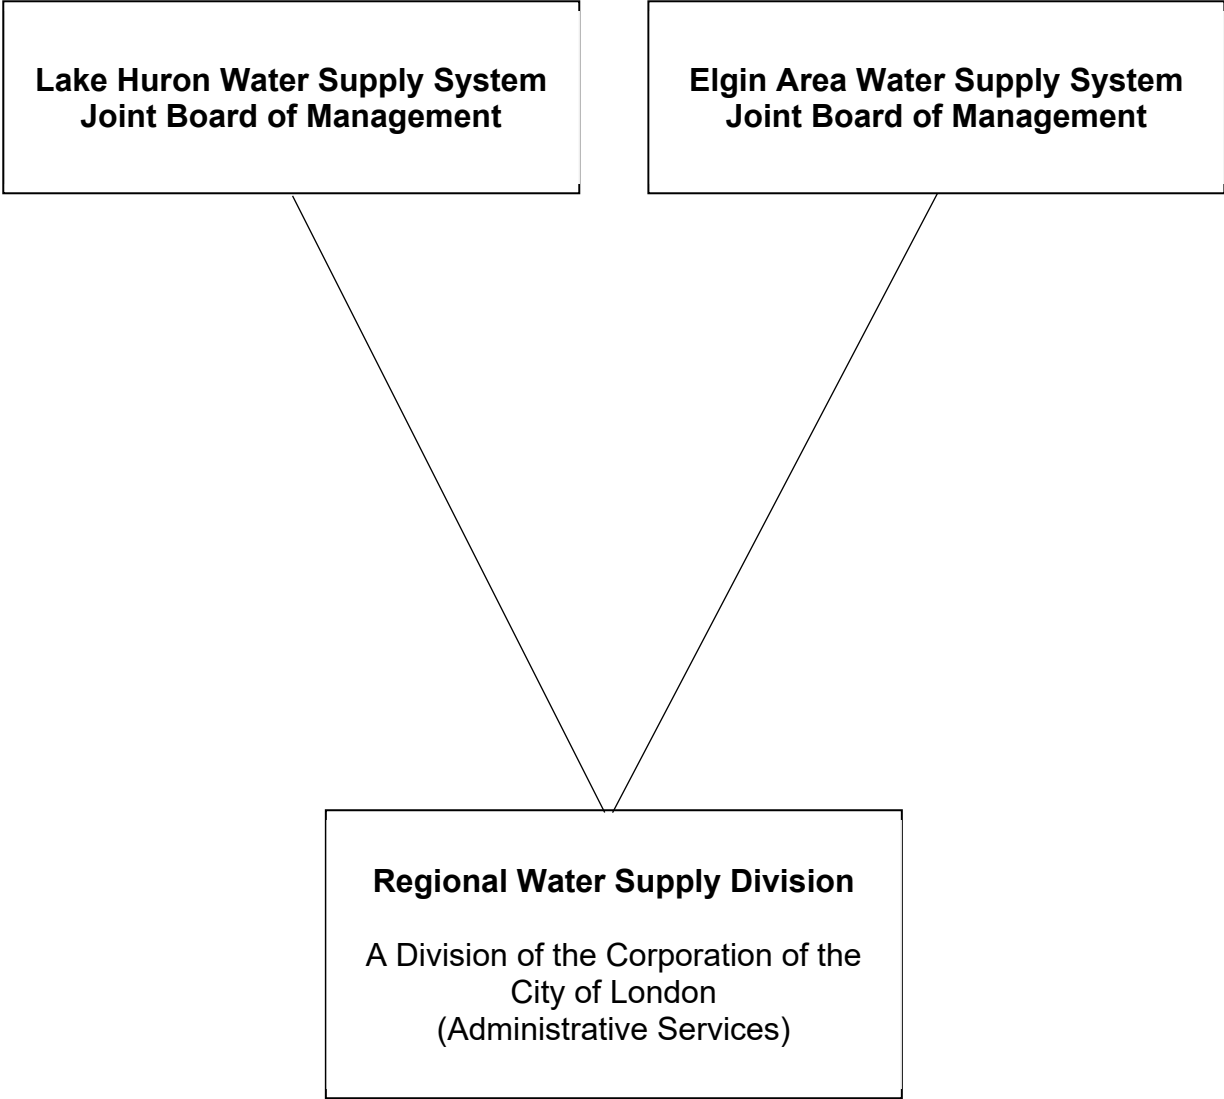 Lake Huron Water Supply System
Joint Board of Management
Elgin Area Water Supply System
Joint Board of Management
Regional Water Supply Division
A Division of the Corporation of the
City of London
(Administrative Services)